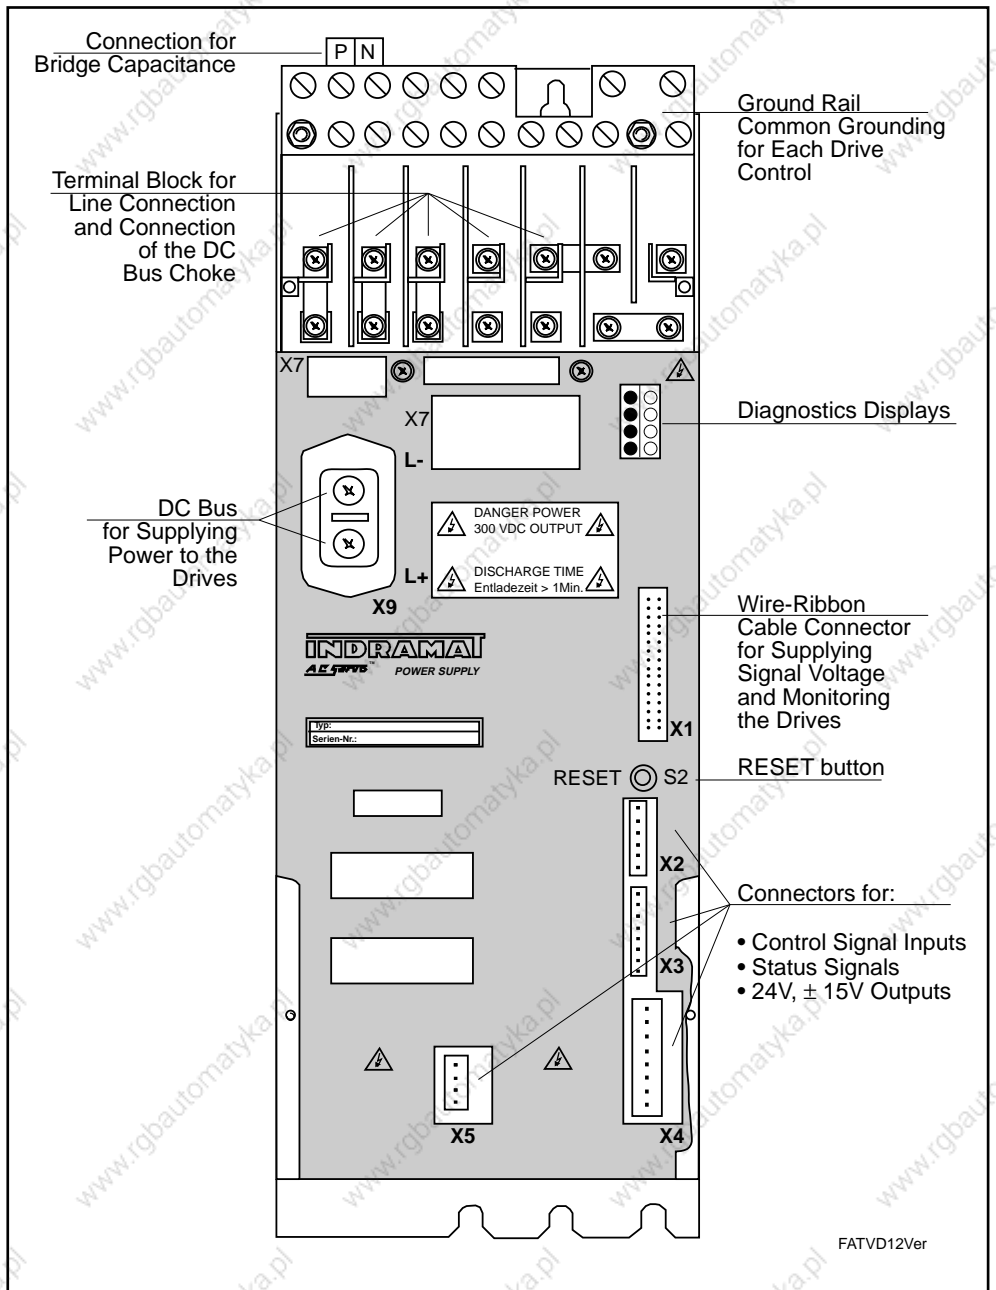 Connection for
Bridge Capacitance
P N
Ground Rail
Common Grounding
for Each Drive
Control
Terminal Block for
Line Connection
and Connection
of the DC
Bus Choke
X7
X7
L-
Diagnostics Displays
DC Bus
for Supplying
Power to the
Drives
DANGER POWER
300 VDC OUTPUT
DISCHARGE TIME
Entladezeit > 1Min.
L+
X9
INDRAMAT
AC Servo™
POWER SUPPLY
Wire-Ribbon
Cable Connector
for Supplying
Signal Voltage
and Monitoring
the Drives
X1
Typ:
Serien-Nr.:
RESET S2
RESET button
X2
Connectors for:
• Control Signal Inputs
• Status Signals
• 24V, ± 15V Outputs
X3
X5
X4
FATVD12Ver
www.rgbautomatyka.pl